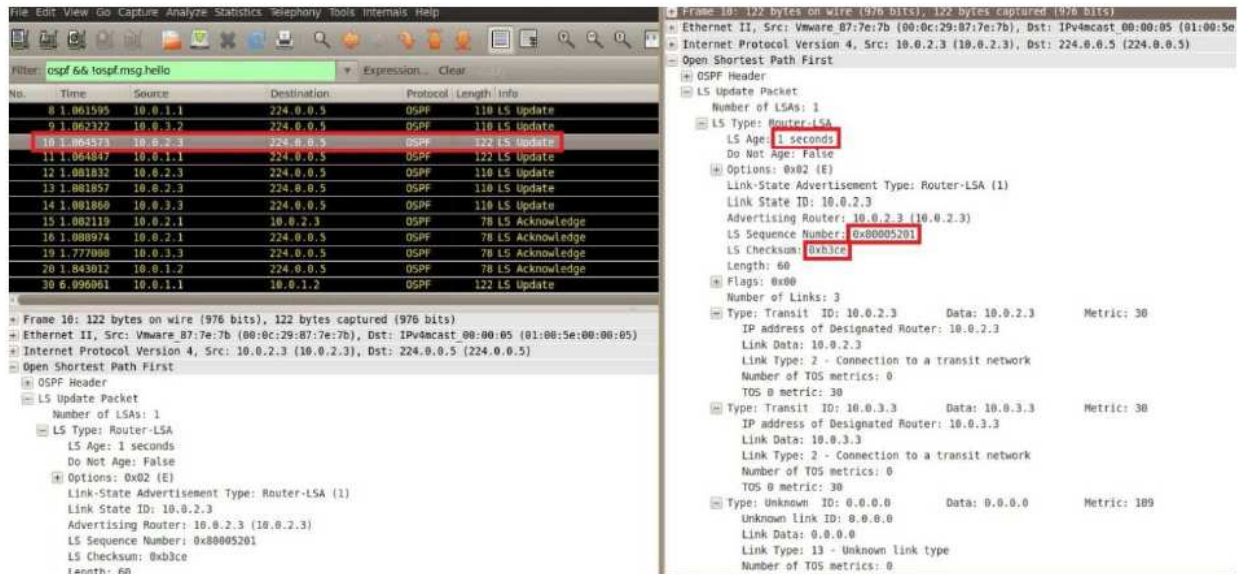 File Edit View Go Capture Analyze Statistics Telephony Tools Internals Help
Filter: ospf && !ospf.msg.hello Expression... Clear
No. Time Source Destination Protocol Length Info
8 1.061595 10.0.1.1 224.0.0.5 OSPF 110 LS Update
9 1.062322 10.0.3.2 224.0.0.5 OSPF 110 LS Update
10 1.064573 10.0.2.3 224.0.0.5 OSPF 122 LS Update
11 1.064847 10.0.1.1 224.0.0.5 OSPF 122 LS Update
12 1.081832 10.0.2.3 224.0.0.5 OSPF 110 LS Update
13 1.081857 10.0.2.3 224.0.0.5 OSPF 110 LS Update
14 1.081860 10.0.3.3 224.0.0.5 OSPF 110 LS Update
15 1.082119 10.0.2.1 10.0.2.3 OSPF 78 LS Acknowledge
16 1.088974 10.0.2.1 224.0.0.5 OSPF 78 LS Acknowledge
19 1.777000 10.0.3.3 224.0.0.5 OSPF 78 LS Acknowledge
20 1.843012 10.0.1.2 224.0.0.5 OSPF 78 LS Acknowledge
30 6.096061 10.0.1.1 10.0.1.2 OSPF 122 LS Update
Frame 10: 122 bytes on wire (976 bits), 122 bytes captured (976 bits)
Ethernet II, Src: Vmware_87:7e:7b (00:0c:29:87:7e:7b), Dst: IPv4mcast_00:00:05 (01:00:5e:00:00:05)
Internet Protocol Version 4, Src: 10.0.2.3 (10.0.2.3), Dst: 224.0.0.5 (224.0.0.5)
Open Shortest Path First
OSPF Header
LS Update Packet
Number of LSAs: 1
LS Type: Router-LSA
LS Age: 1 seconds
Do Not Age: False
Options: 0x02 (E)
Link-State Advertisement Type: Router-LSA (1)
Link State ID: 10.0.2.3
Advertising Router: 10.0.2.3 (10.0.2.3)
LS Sequence Number: 0x80005201
LS Checksum: 0xb3ce
Length: 60
Frame 10: 122 bytes on wire (976 bits), 122 bytes captured (976 bits)
Ethernet II, Src: Vmware_87:7e:7b (00:0c:29:87:7e:7b), Dst: IPv4mcast_00:00:05 (01:00:5e
Internet Protocol Version 4, Src: 10.0.2.3 (10.0.2.3), Dst: 224.0.0.5 (224.0.0.5)
Open Shortest Path First
OSPF Header
LS Update Packet
Number of LSAs: 1
LS Type: Router-LSA
LS Age: 1 seconds
Do Not Age: False
Options: 0x02 (E)
Link-State Advertisement Type: Router-LSA (1)
Link State ID: 10.0.2.3
Advertising Router: 10.0.2.3 (10.0.2.3)
LS Sequence Number: 0x80005201
LS Checksum: 0xb3ce
Length: 60
Flags: 0x00
Number of Links: 3
Type: Transit ID: 10.0.2.3 Data: 10.0.2.3 Metric: 30
IP address of Designated Router: 10.0.2.3
Link Data: 10.0.2.3
Link Type: 2 - Connection to a transit network
Number of TOS metrics: 0
TOS 0 metric: 30
Type: Transit ID: 10.0.3.3 Data: 10.0.3.3 Metric: 30
IP address of Designated Router: 10.0.3.3
Link Data: 10.0.3.3
Link Type: 2 - Connection to a transit network
Number of TOS metrics: 0
TOS 0 metric: 30
Type: Unknown ID: 0.0.0.0 Data: 0.0.0.0 Metric: 109
Unknown link ID: 0.0.0.0
Link Data: 0.0.0.0
Link Type: 13 - Unknown link type
Number of TOS metrics: 0